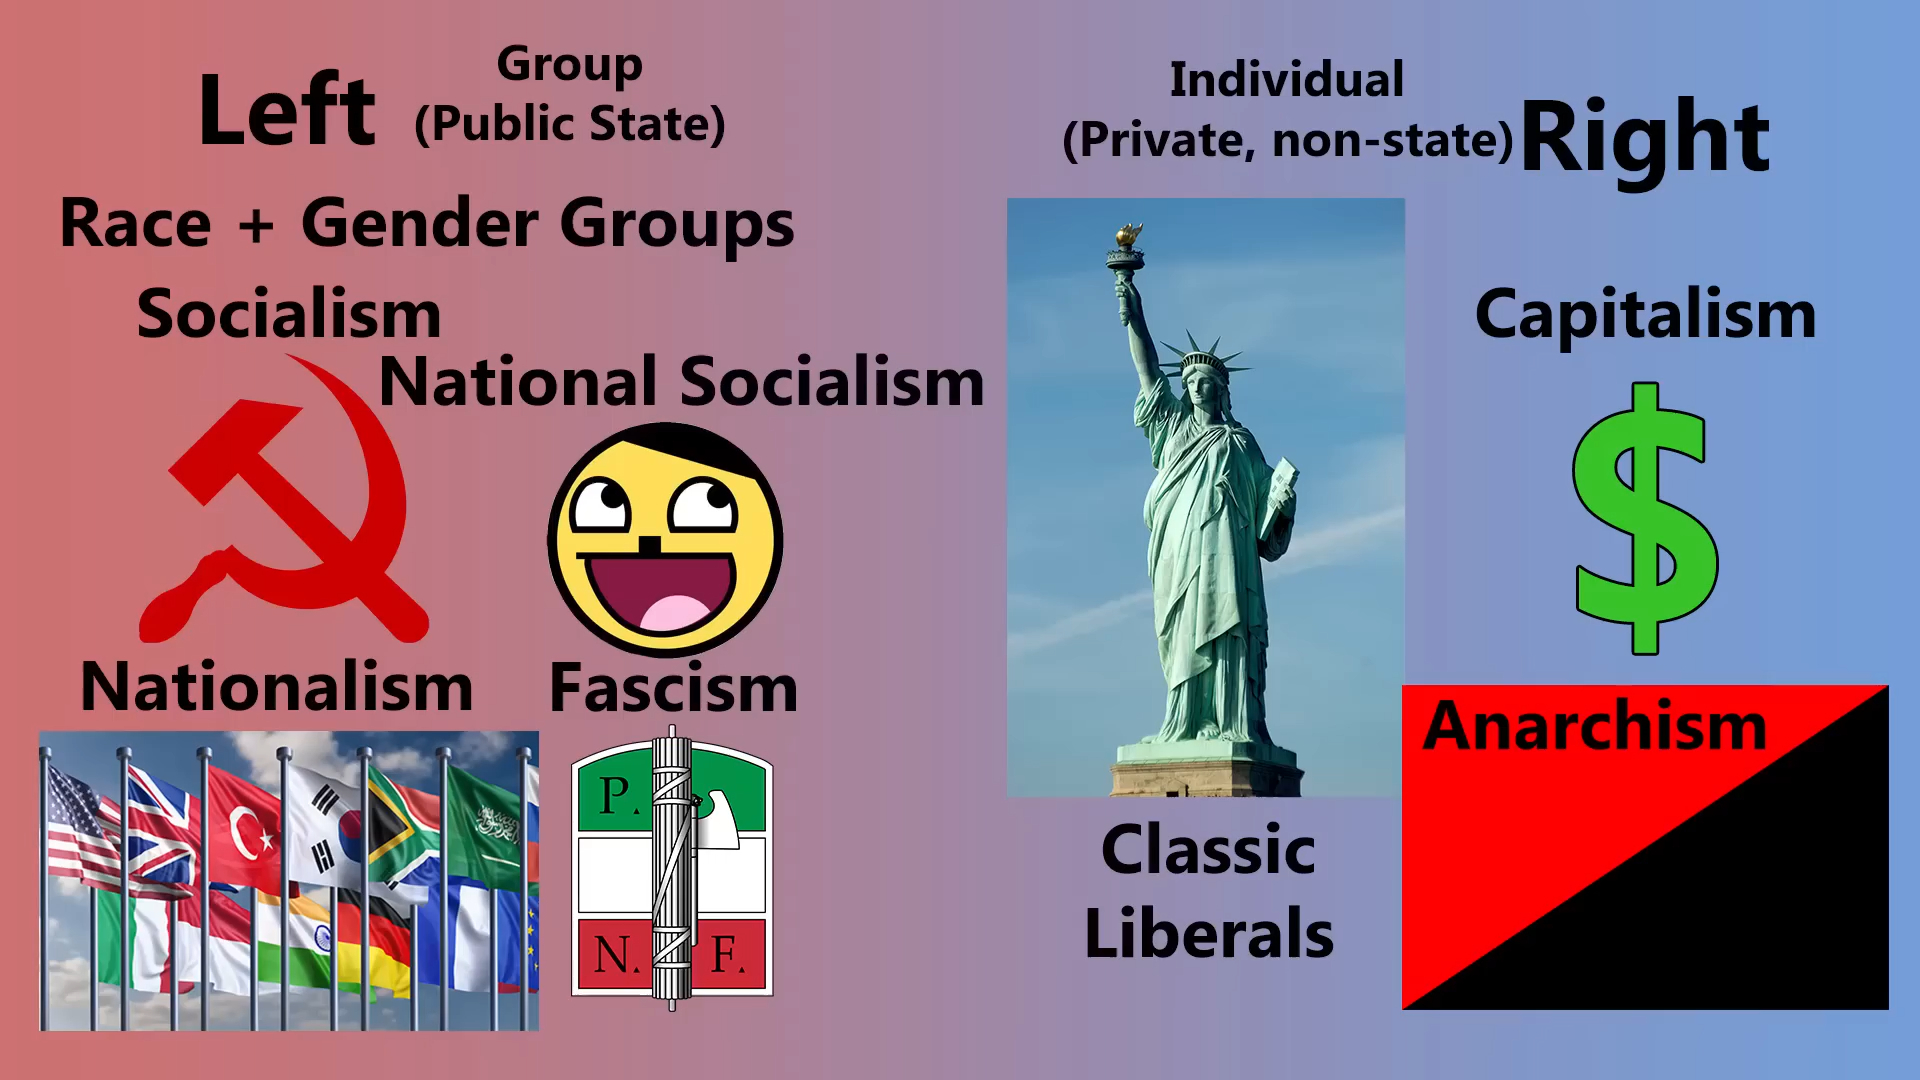 Left
Group
(Public State)
Individual
(Private, non-state)
Right
Race + Gender Groups
Socialism
National Socialism
Capitalism
Nationalism
Fascism
P.
N. F.
Anarchism
Classic
Liberals